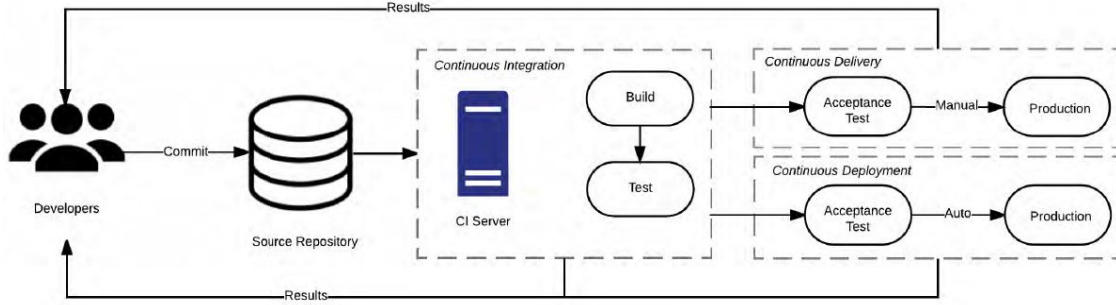 Results
Continuous Integration
Continuous Delivery
Build
Acceptance
Test
Manual
Production
Commit
Test
Continuous Deployment
Developers
CI Server
Acceptance
Test
Auto
Production
Source Repository
Results